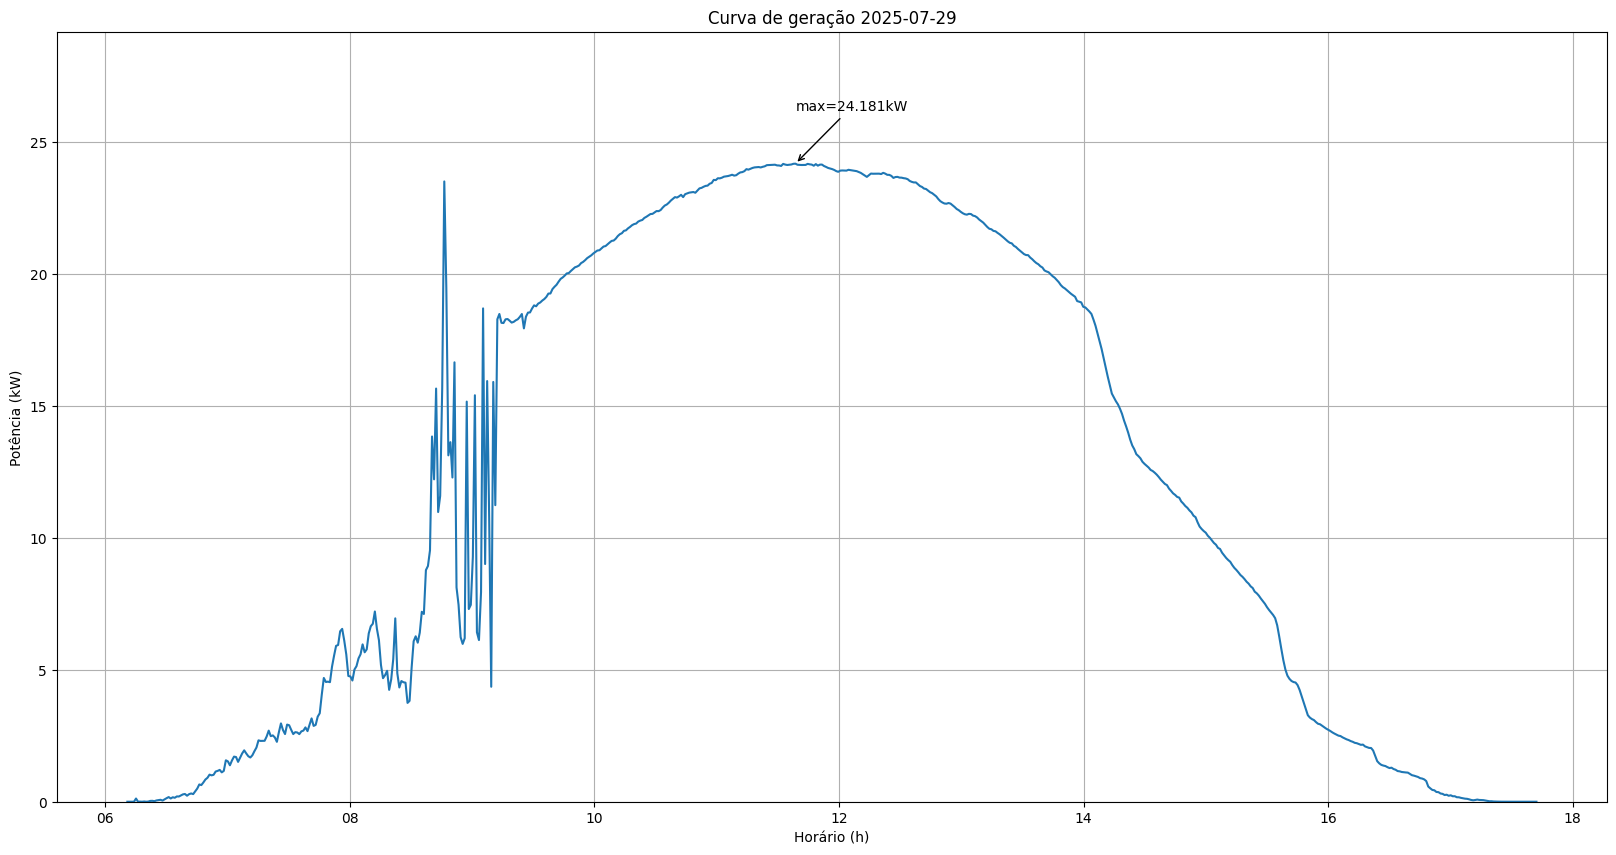 Curva de geração 2025-07-29
max=24.181kW
25
20
15
10
5
0
Potência (kW)
06 08 10 12 14 16 18
Horário (h)